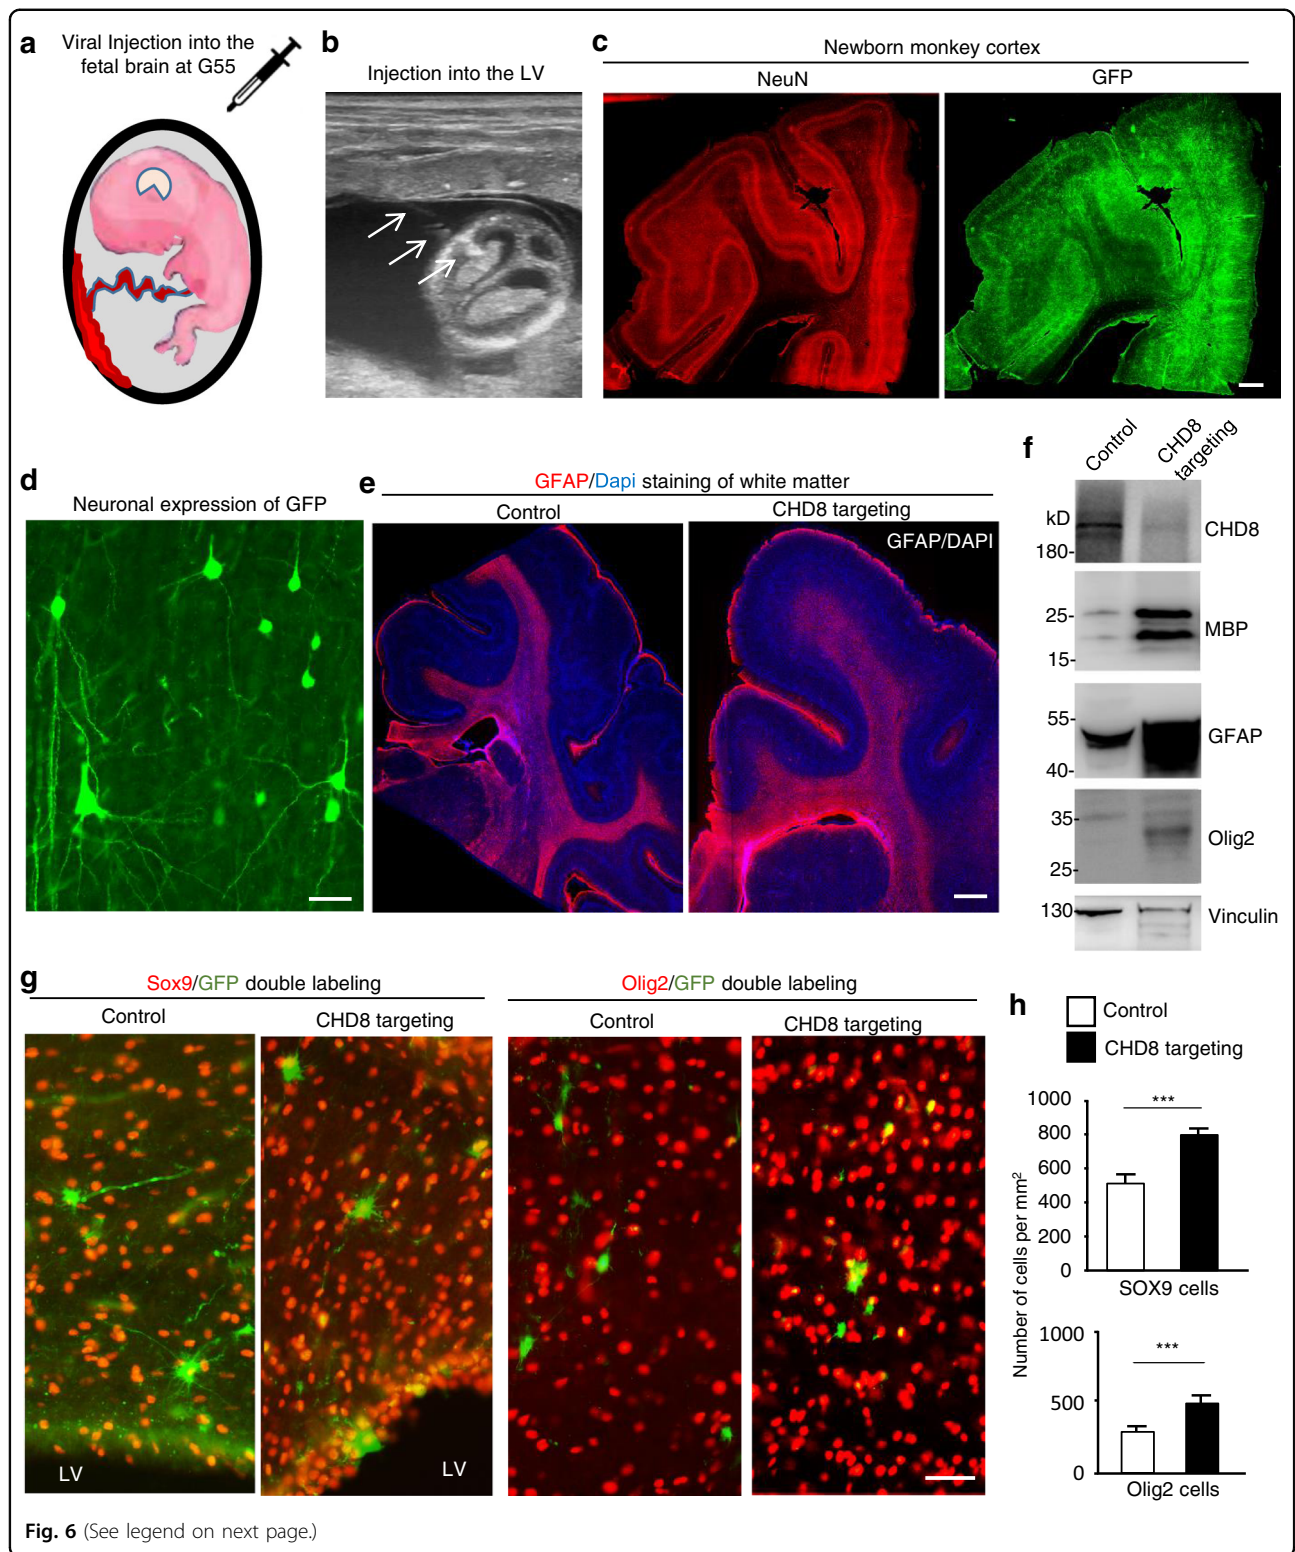 a
Viral Injection into the
fetal brain at G55
b
Injection into the LV
c
Newborn monkey cortex
NeuN
GFP
d
Neuronal expression of GFP
e
GFAP/Dapi staining of white matter
Control
CHD8 targeting
GFAP/DAPI
f
Control
CHD8
targeting
kD
180-
CHD8
25-
15-
MBP
55-
40-
GFAP
35-
25-
Olig2
130
Vinculin
g
Sox9/GFP double labeling
Control
CHD8 targeting
LV
LV
Olig2/GFP double labeling
Control
CHD8 targeting
h
Control
CHD8 targeting
Number of cells per mm²
1000
800
600
400
200
0
***
SOX9 cells
1000
500
0
***
Olig2 cells
Fig. 6 (See legend on next page.)